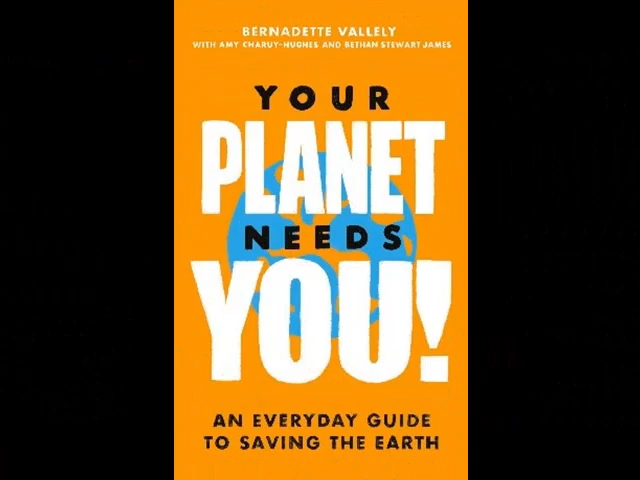 BERNADETTE VALLELY
WITH AMY CHARUY-HUGHES AND BETHAN STEWART JAMES
YOUR
PLANET
NEEDS
YOU!
AN EVERYDAY GUIDE
TO SAVING THE EARTH